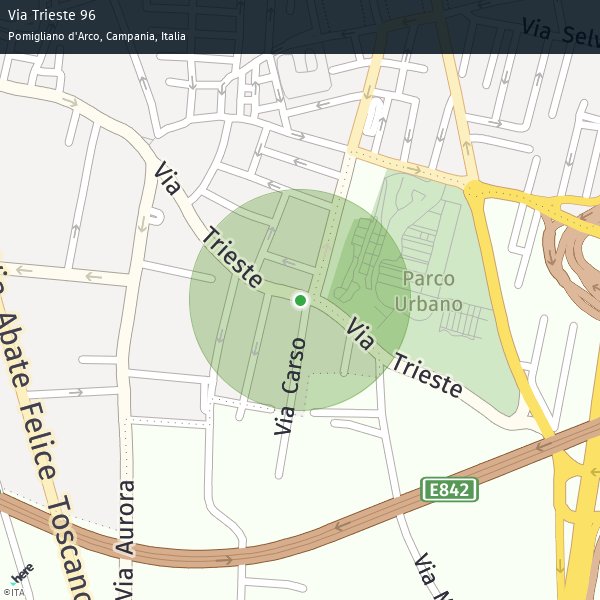 Via Trieste 96
Pomigliano d'Arco, Campania, Italia
Via Selv
Via Trieste
Parco
Urbano
Via Trieste
Via Carso
Via Abate Felice Toscano
E842
Via Aurora
Via M
here
©ITA